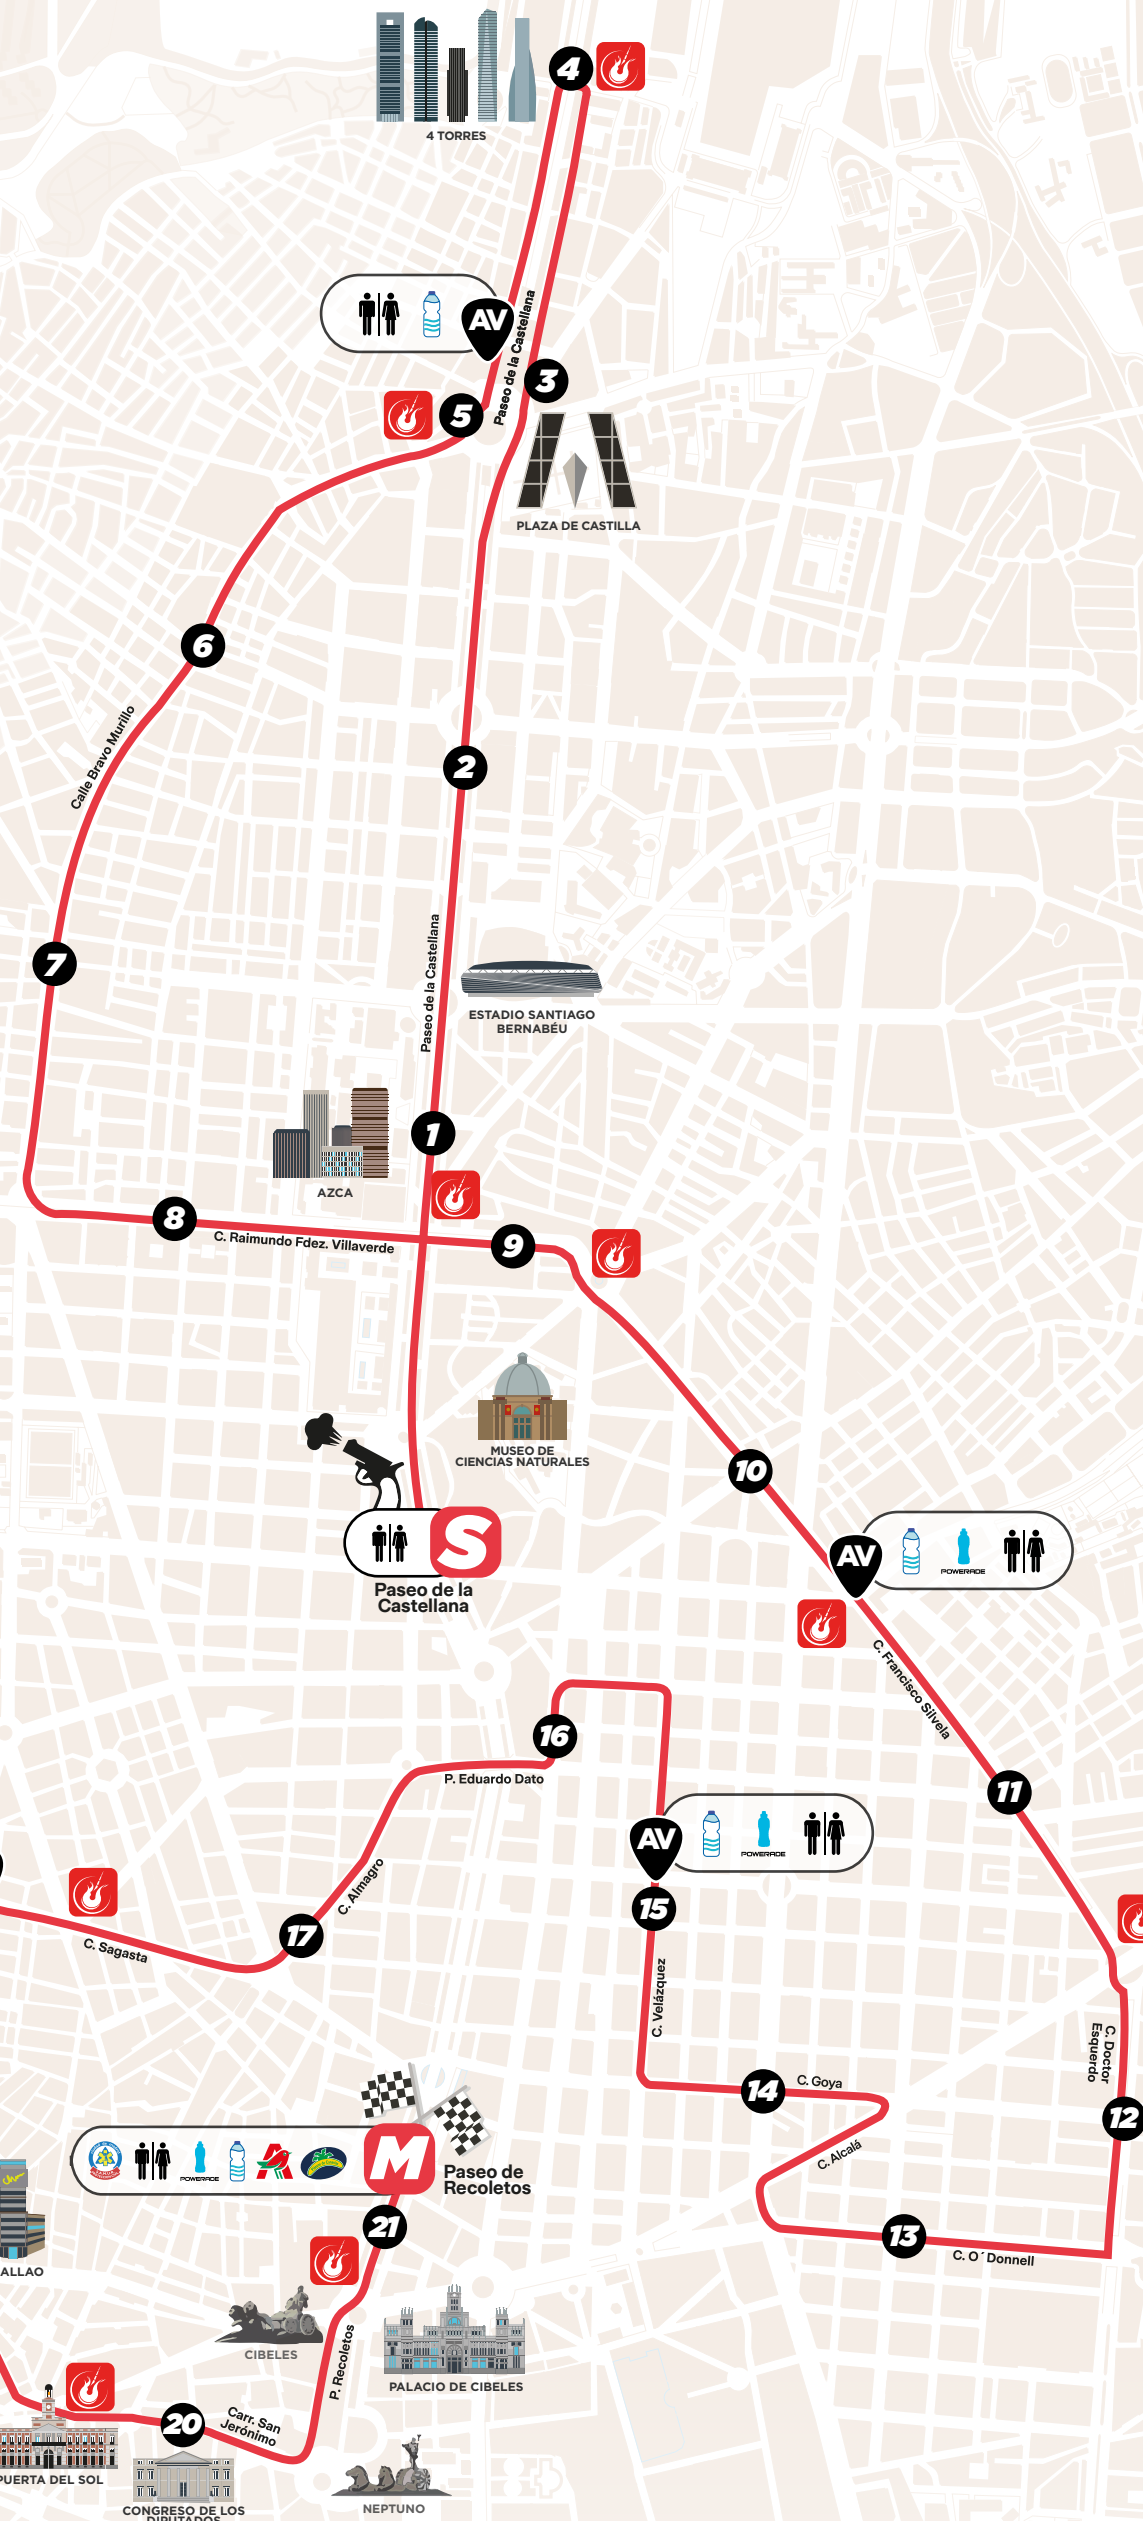 4
4 TORRES
AV
Paseo de la Castellana
3
5
PLAZA DE CASTILLA
6
Calle Bravo Murillo
2
7
Paseo de la Castellana
ESTADIO SANTIAGO
BERNABÉU
1
AZCA
8
C. Raimundo Fdez. Villaverde
9
MUSEO DE
CIENCIAS NATURALES
10
S
Paseo de la
Castellana
AV
POWERADE
C. Francisco Silvela
16
P. Eduardo Dato
11
AV
POWERADE
C. Almagro
15
17
C. Sagasta
C. Velázquez
C. Doctor
Esquerdo
14
C. Goya
12
C. Alcalá
M
POWERADE
Paseo de
Recoletos
21
13
C. O´Donnell
ALLAO
CIBELES
P. Recoletos
PALACIO DE CIBELES
20
Carr. San
Jerónimo
PUERTA DEL SOL
NEPTUNO
CONGRESO DE LOS
DIPUTADOS